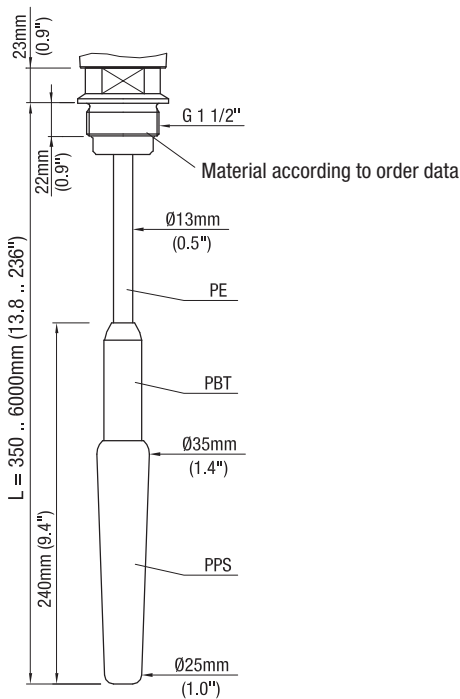 23mm
(0.9")
G 1 1/2"
Material according to order data
22mm
(0.9")
Ø13mm
(0.5")
PE
L = 350 .. 6000mm (13.8 .. 236")
PBT
Ø35mm
(1.4")
240mm (9.4")
PPS
Ø25mm
(1.0")